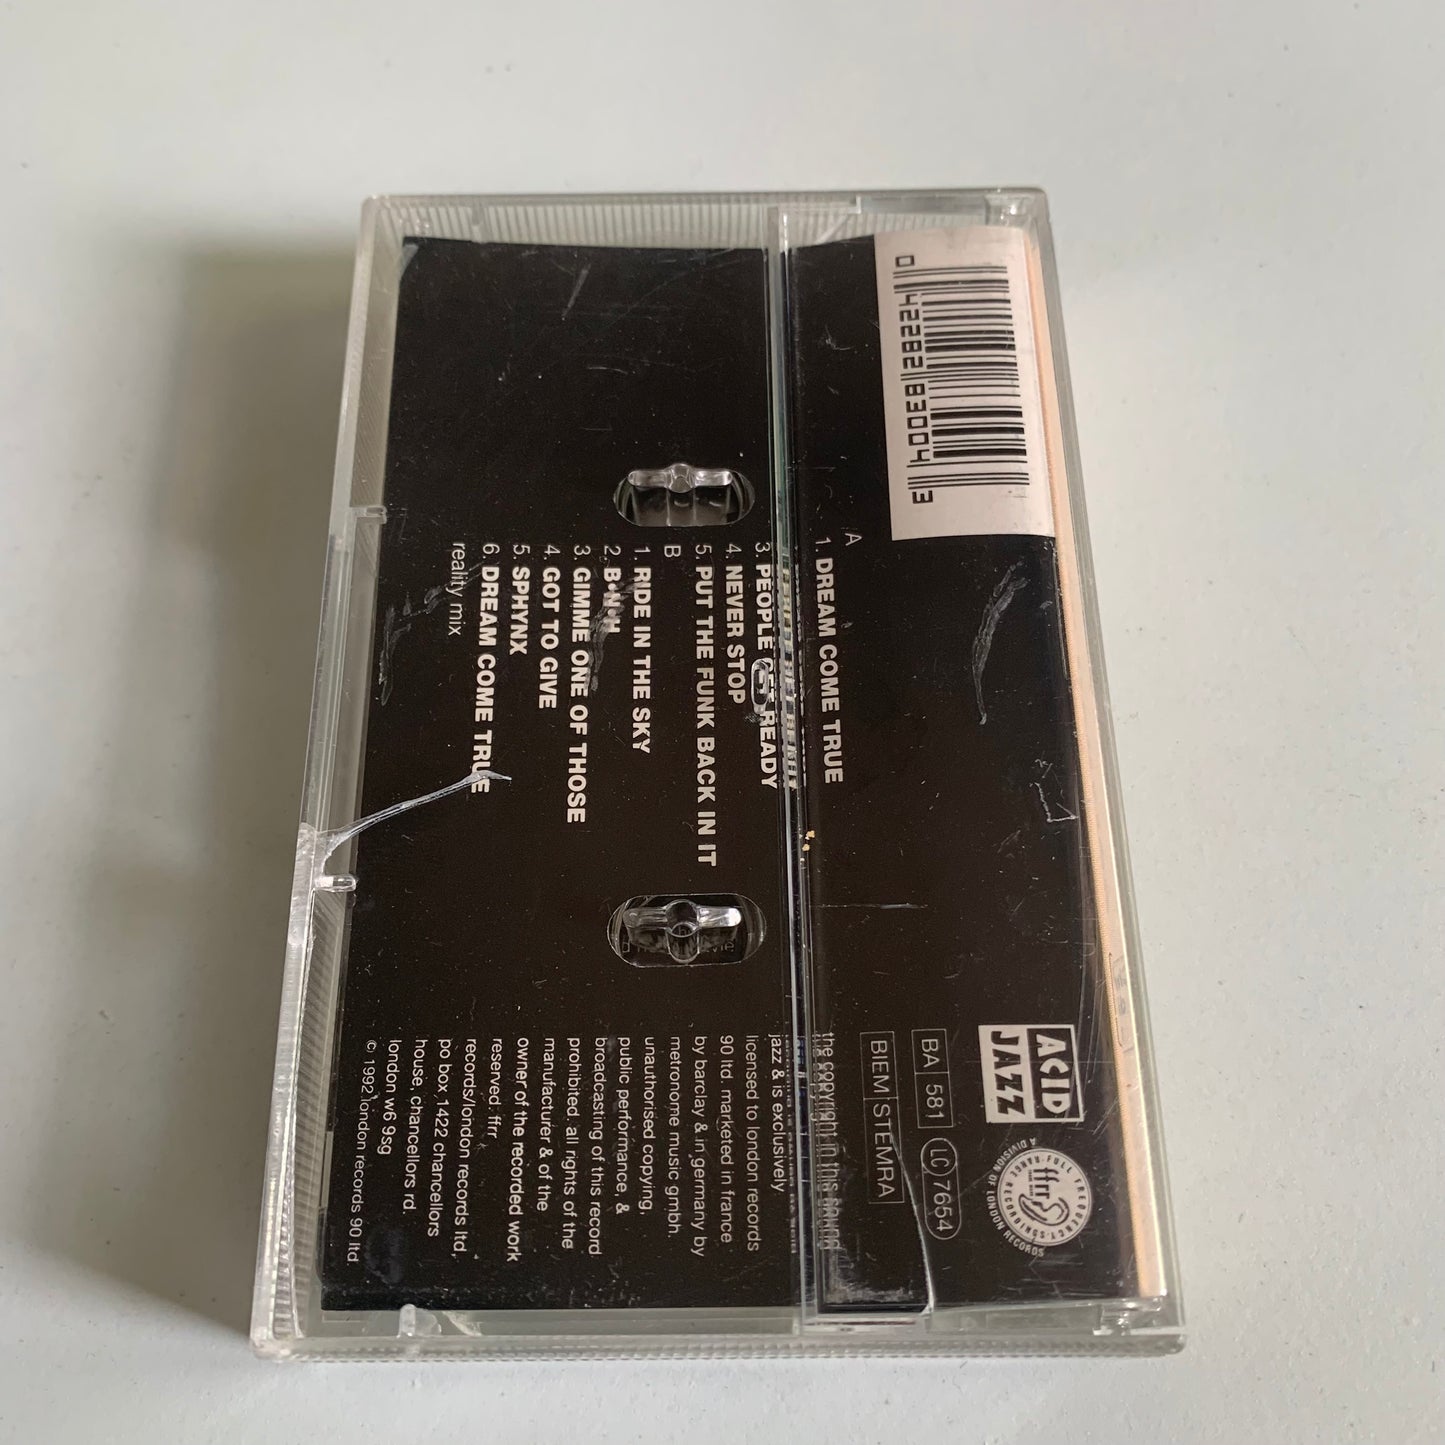 0 42282 83004 3
A
1. DREAM COME TRUE
3. PEOPLE GET READY
4. NEVER STOP
5. PUT THE FUNK BACK IN IT
B
1. RIDE IN THE SKY
2. B•N•H
3. GIMME ONE OF THOSE
4. GOT TO GIVE
5. SPHYNX
6. DREAM COME TRUE
reality mix
ACID
JAZZ
ffrr
FULL FREQUENCY RANGE RECORDINGS
A DIVISION OF LONDON RECORDS
BA 581
LC 7654
BIEM STEMRA
the copyright in this sound
jazz & is exclusively
licensed to london records
90 ltd. marketed in france
by barclay & in germany by
metronome music gmbh.
unauthorised copying,
public performance, &
broadcasting of this record
prohibited. all rights of the
manufacturer & of the
owner of the recorded work
reserved. ffrr
records/london records ltd,
po box 1422 chancellors
house, chancellors rd
london w6 9sg
© 1992 london records 90 ltd